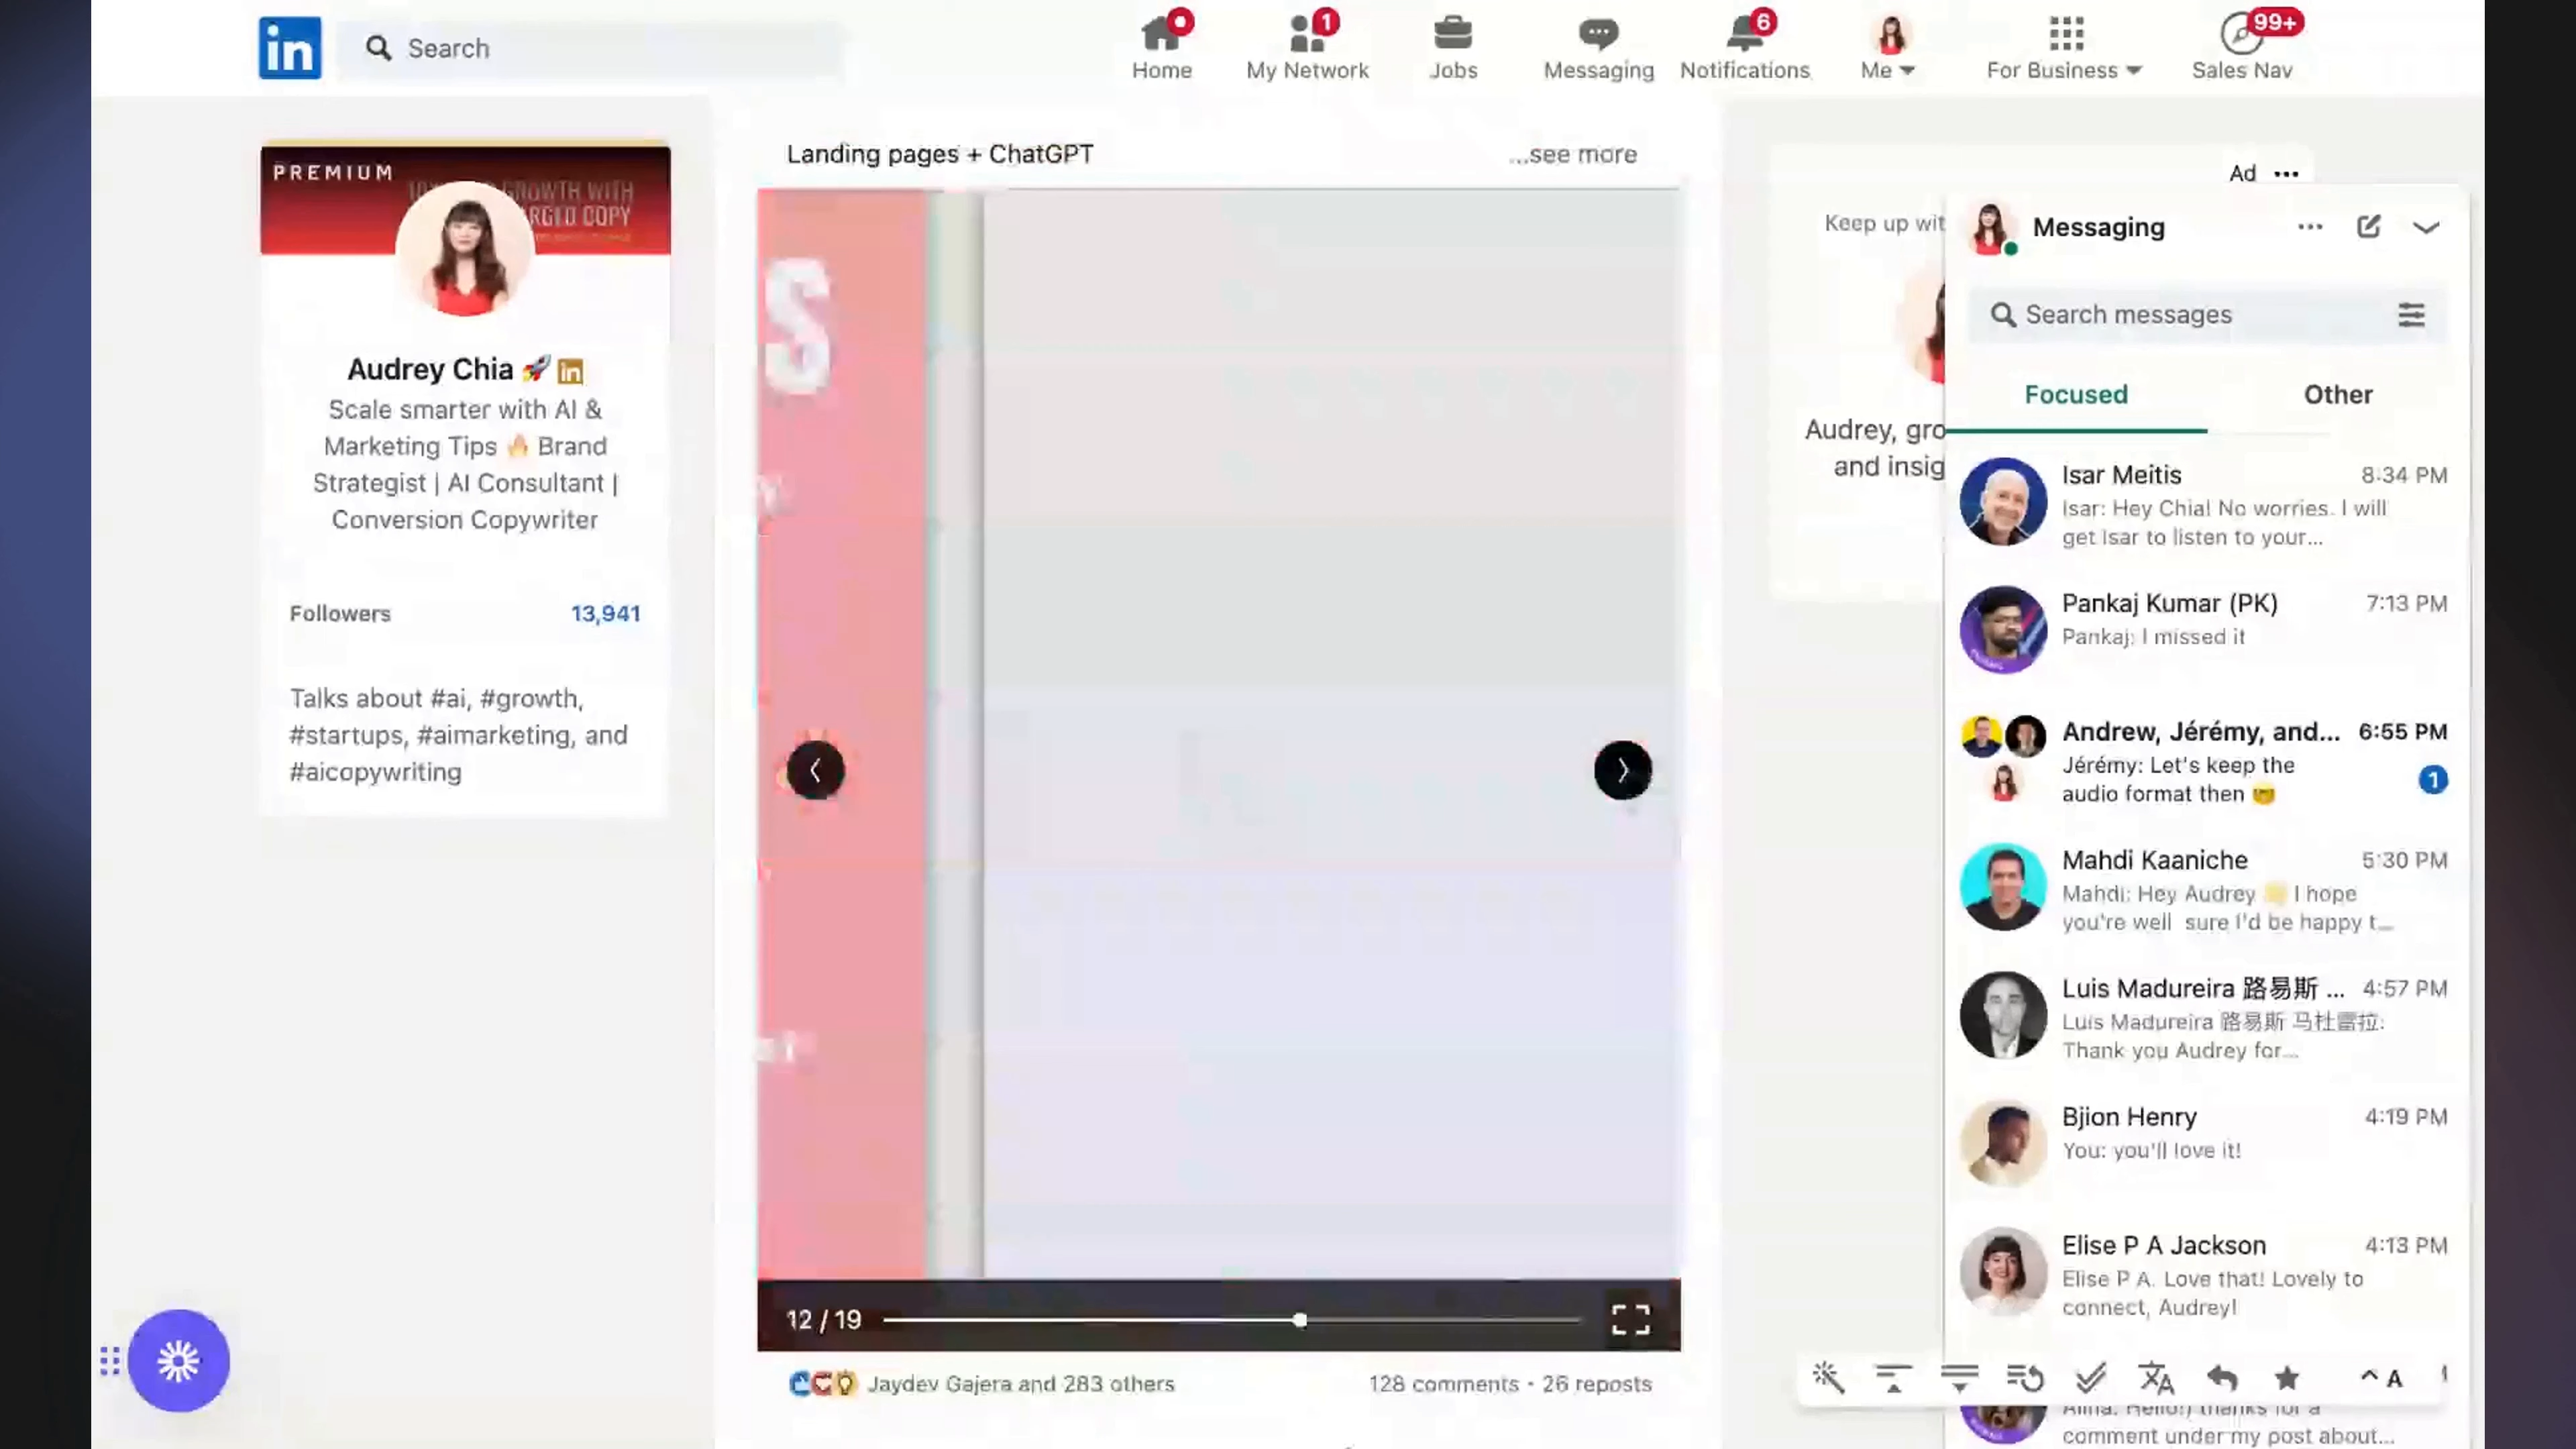 in
Search
Home
1
My Network
Jobs
Messaging
6
Notifications
Me
For Business
99+
Sales Nav
PREMIUM
GROWTH WITH
COPY
Audrey Chia 🚀 in
Scale smarter with AI &
Marketing Tips 🔥 Brand
Strategist | AI Consultant |
Conversion Copywriter
Followers 13,941
Talks about #ai, #growth,
#startups, #aimarketing, and
#aicopywriting
Landing pages + ChatGPT ...see more
S
12 / 19
Jaydev Gajera and 283 others
128 comments • 26 reposts
Ad
Keep up wit
Audrey, gro
and insig
Messaging
Search messages
Focused Other
Isar Meitis 8:34 PM
Isar: Hey Chia! No worries. I will
get Isar to listen to your...
Pankaj Kumar (PK) 7:13 PM
Pankaj: I missed it
Andrew, Jérémy, and... 6:55 PM
Jérémy: Let's keep the
audio format then 🤓
1
Mahdi Kaaniche 5:30 PM
Mahdi: Hey Audrey 👋 I hope
you're well sure I'd be happy t...
Luis Madureira 路易斯 ... 4:57 PM
Luis Madureira 路易斯 马杜雷拉:
Thank you Audrey for...
Bjion Henry 4:19 PM
You: you'll love it!
Elise P A Jackson 4:13 PM
Elise P A. Love that! Lovely to
connect, Audrey!
A
Alina: Hello!) thanks for a
comment under my post about...